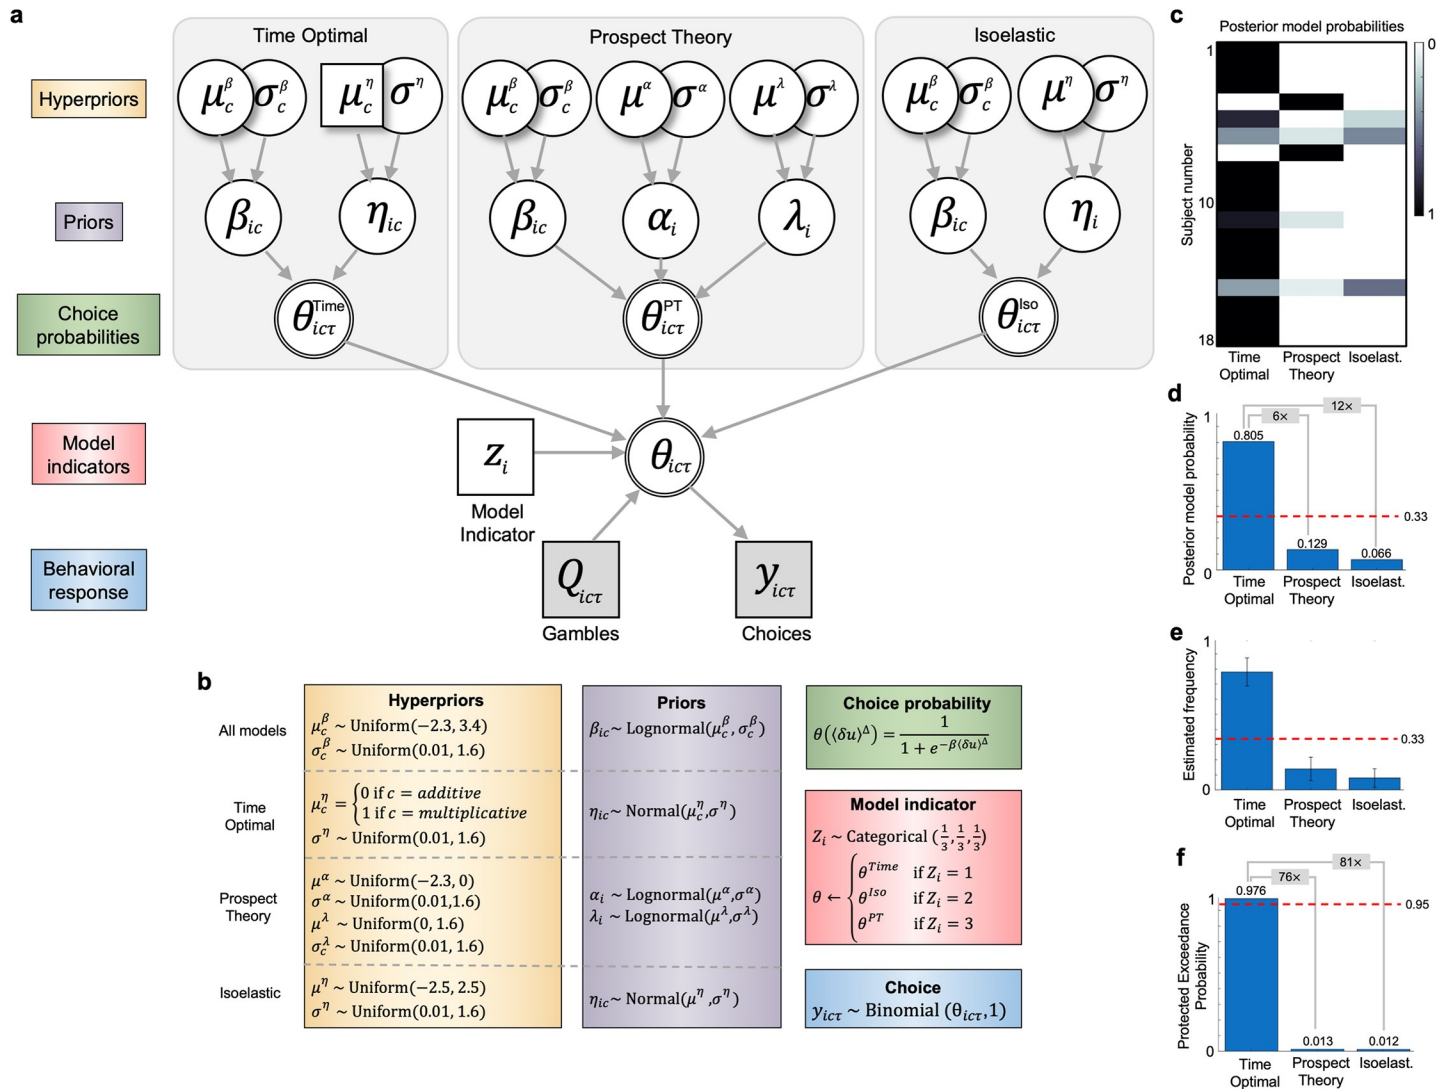 a
Time Optimal
Prospect Theory
Isoelastic
Hyperpriors
μ_c^β σ_c^β μ_c^η σ^η
μ_c^β σ_c^β μ^α σ^α μ^λ σ^λ
μ_c^β σ_c^β μ^η σ^η
Priors
β_ic η_ic
β_ic α_i λ_i
β_ic η_i
Choice
probabilities
θ_icτ^Time
θ_icτ^PT
θ_icτ^Iso
Model
indicators
z_i
θ_icτ
Model
Indicator
Behavioral
response
Q_icτ
y_icτ
Gambles
Choices
b
Hyperpriors
Priors
All models
μ_c^β ~ Uniform(−2.3, 3.4)
σ_c^β ~ Uniform(0.01, 1.6)
β_ic~ Lognormal(μ_c^β, σ_c^β)
Time
Optimal
μ_c^η = {0 if c = additive
1 if c = multiplicative
σ^η ~ Uniform(0.01, 1.6)
η_ic~ Normal(μ_c^η,σ^η)
Prospect
Theory
μ^α ~ Uniform(−2.3, 0)
σ^α ~ Uniform(0.01,1.6)
μ^λ ~ Uniform(0, 1.6)
σ_c^λ ~ Uniform(0.01, 1.6)
α_i ~ Lognormal(μ^α,σ^α)
λ_i ~ Lognormal(μ^λ,σ^λ)
Isoelastic
μ^η ~ Uniform(−2.5, 2.5)
σ^η ~ Uniform(0.01, 1.6)
η_ic~ Normal(μ^η ,σ^η)
Choice probability
θ(⟨δu⟩^Δ) = 1 / (1 + e^(−β⟨δu⟩^Δ))
Model indicator
Z_i ~ Categorical (1/3, 1/3, 1/3)
θ ← {θ^Time if Z_i = 1
θ^Iso if Z_i = 2
θ^PT if Z_i = 3
Choice
y_icτ ~ Binomial (θ_icτ,1)
c
Posterior model probabilities
1
10
18
Subject number
0
1
Time
Optimal
Prospect
Theory
Isoelast.
d
Posterior model probability
1
0
12×
6×
0.805
0.33
0.129
0.066
Time
Optimal
Prospect
Theory
Isoelast.
e
Estimated frequency
1
0
0.33
Time
Optimal
Prospect
Theory
Isoelast.
f
Protected Exceedance
Probability
1
0
81×
76×
0.976
0.95
0.013
0.012
Time
Optimal
Prospect
Theory
Isoelast.